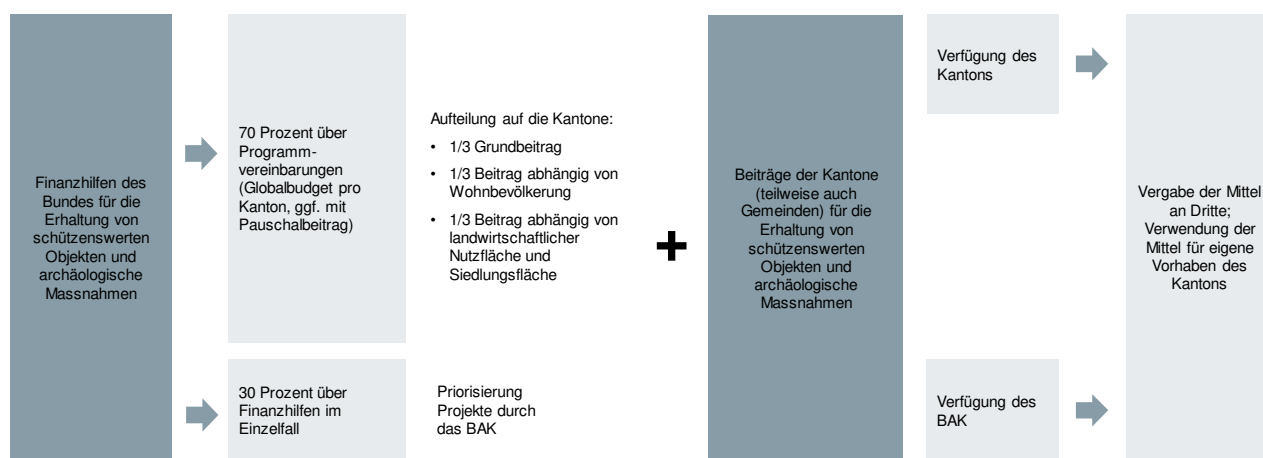 Finanzhilfen des
Bundes für die
Erhaltung von
schützenswerten
Objekten und
archäologische
Massnahmen
70 Prozent über
Programm-
vereinbarungen
(Globalbudget pro
Kanton, ggf. mit
Pauschalbeitrag)
30 Prozent über
Finanzhilfen im
Einzelfall
Aufteilung auf die Kantone:
• 1/3 Grundbeitrag
• 1/3 Beitrag abhängig von
Wohnbevölkerung
• 1/3 Beitrag abhängig von
landwirtschaftlicher
Nutzfläche und
Siedlungsfläche
Priorisierung
Projekte durch
das BAK
+
Beiträge der Kantone
(teilweise auch
Gemeinden) für die
Erhaltung von
schützenswerten
Objekten und
archäologische
Massnahmen
Verfügung des
Kantons
Verfügung des
BAK
Vergabe der Mittel
an Dritte;
Verwendung der
Mittel für eigene
Vorhaben des
Kantons